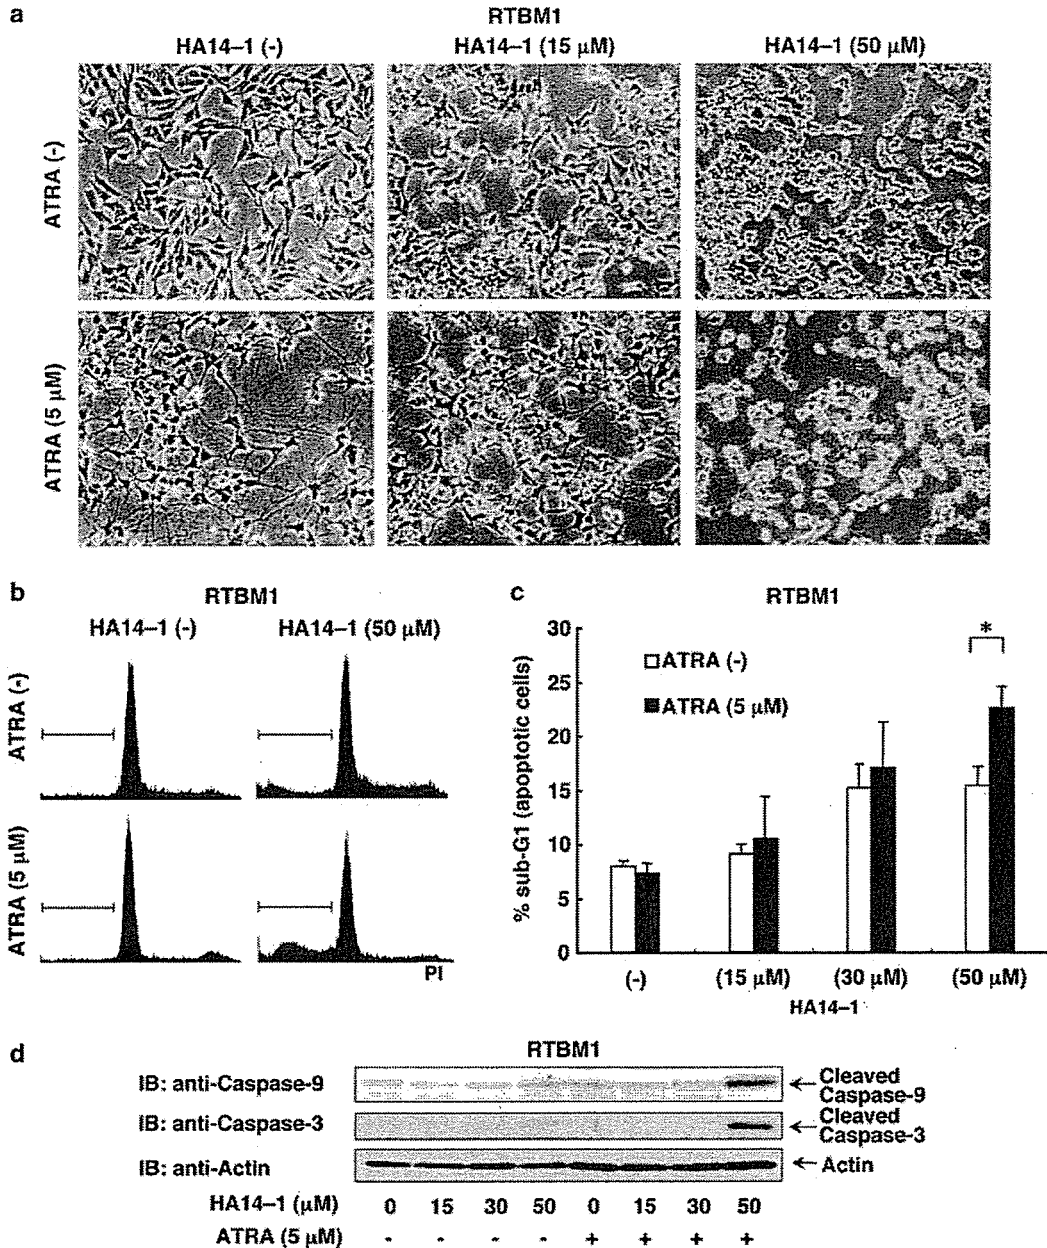 a
RTBM1
HA14–1 (-)
HA14–1 (15 µM)
HA14–1 (50 µM)
ATRA (-)
ATRA (5 µM)
b
RTBM1
HA14–1 (-)
HA14–1 (50 µM)
ATRA (-)
ATRA (5 µM)
PI
c
RTBM1
% sub-G1 (apoptotic cells)
30
25
20
15
10
5
0
ATRA (-)
ATRA (5 µM)
*
(-)
(15 µM)
(30 µM)
(50 µM)
HA14–1
d
RTBM1
IB: anti-Caspase-9
Cleaved
Caspase-9
IB: anti-Caspase-3
Cleaved
Caspase-3
IB: anti-Actin
Actin
HA14–1 (µM) 0 15 30 50 0 15 30 50
ATRA (5 µM) - - - - + + + +